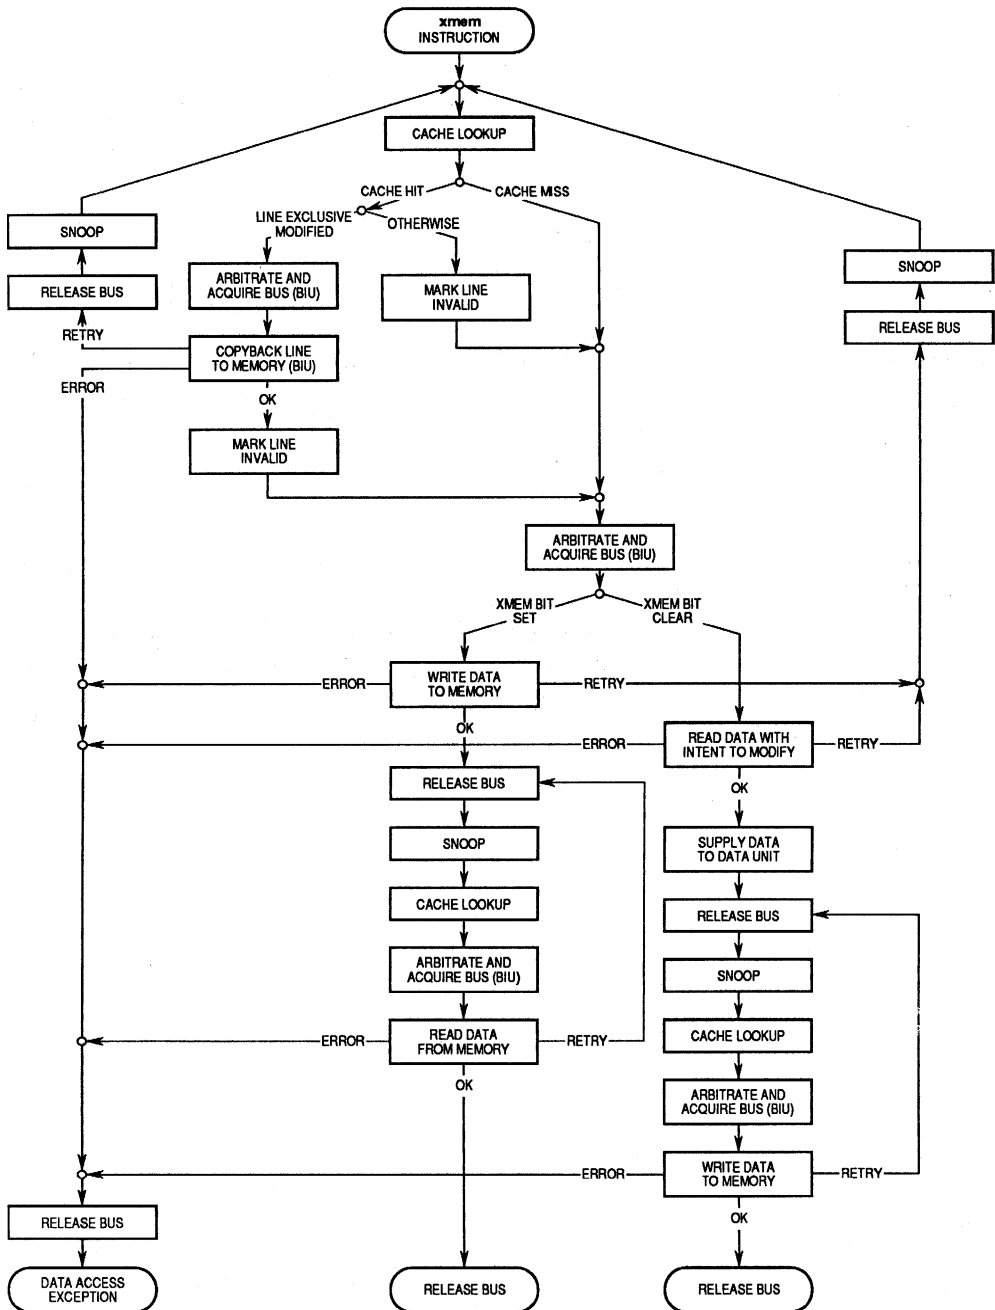 xmem
INSTRUCTION
CACHE LOOKUP
CACHE HIT
CACHE MISS
LINE EXCLUSIVE
MODIFIED
OTHERWISE
SNOOP
ARBITRATE AND
ACQUIRE BUS (BIU)
MARK LINE
INVALID
SNOOP
RELEASE BUS
RELEASE BUS
RETRY
COPYBACK LINE
TO MEMORY (BIU)
ERROR
OK
MARK LINE
INVALID
ARBITRATE AND
ACQUIRE BUS (BIU)
XMEM BIT
SET
XMEM BIT
CLEAR
ERROR
WRITE DATA
TO MEMORY
RETRY
OK
ERROR
READ DATA WITH
INTENT TO MODIFY
RETRY
RELEASE BUS
OK
SNOOP
SUPPLY DATA
TO DATA UNIT
CACHE LOOKUP
RELEASE BUS
ARBITRATE AND
ACQUIRE BUS (BIU)
SNOOP
ERROR
READ DATA
FROM MEMORY
RETRY
CACHE LOOKUP
OK
ARBITRATE AND
ACQUIRE BUS (BIU)
ERROR
WRITE DATA
TO MEMORY
RETRY
RELEASE BUS
OK
DATA ACCESS
EXCEPTION
RELEASE BUS
RELEASE BUS